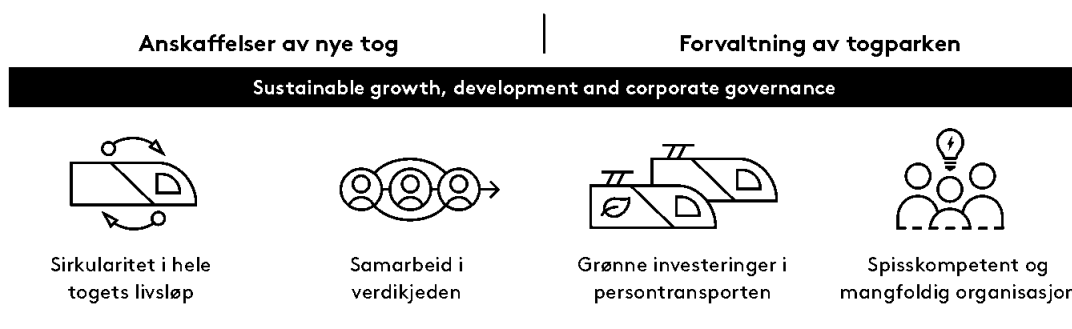 Anskaffelser av nye tog
Forvaltning av togparken
Sustainable growth, development and corporate governance
Sirkularitet i hele
togets livsløp
Samarbeid i
verdikjeden
Grønne investeringer i
persontransporten
Spisskompetent og
mangfoldig organisasjon